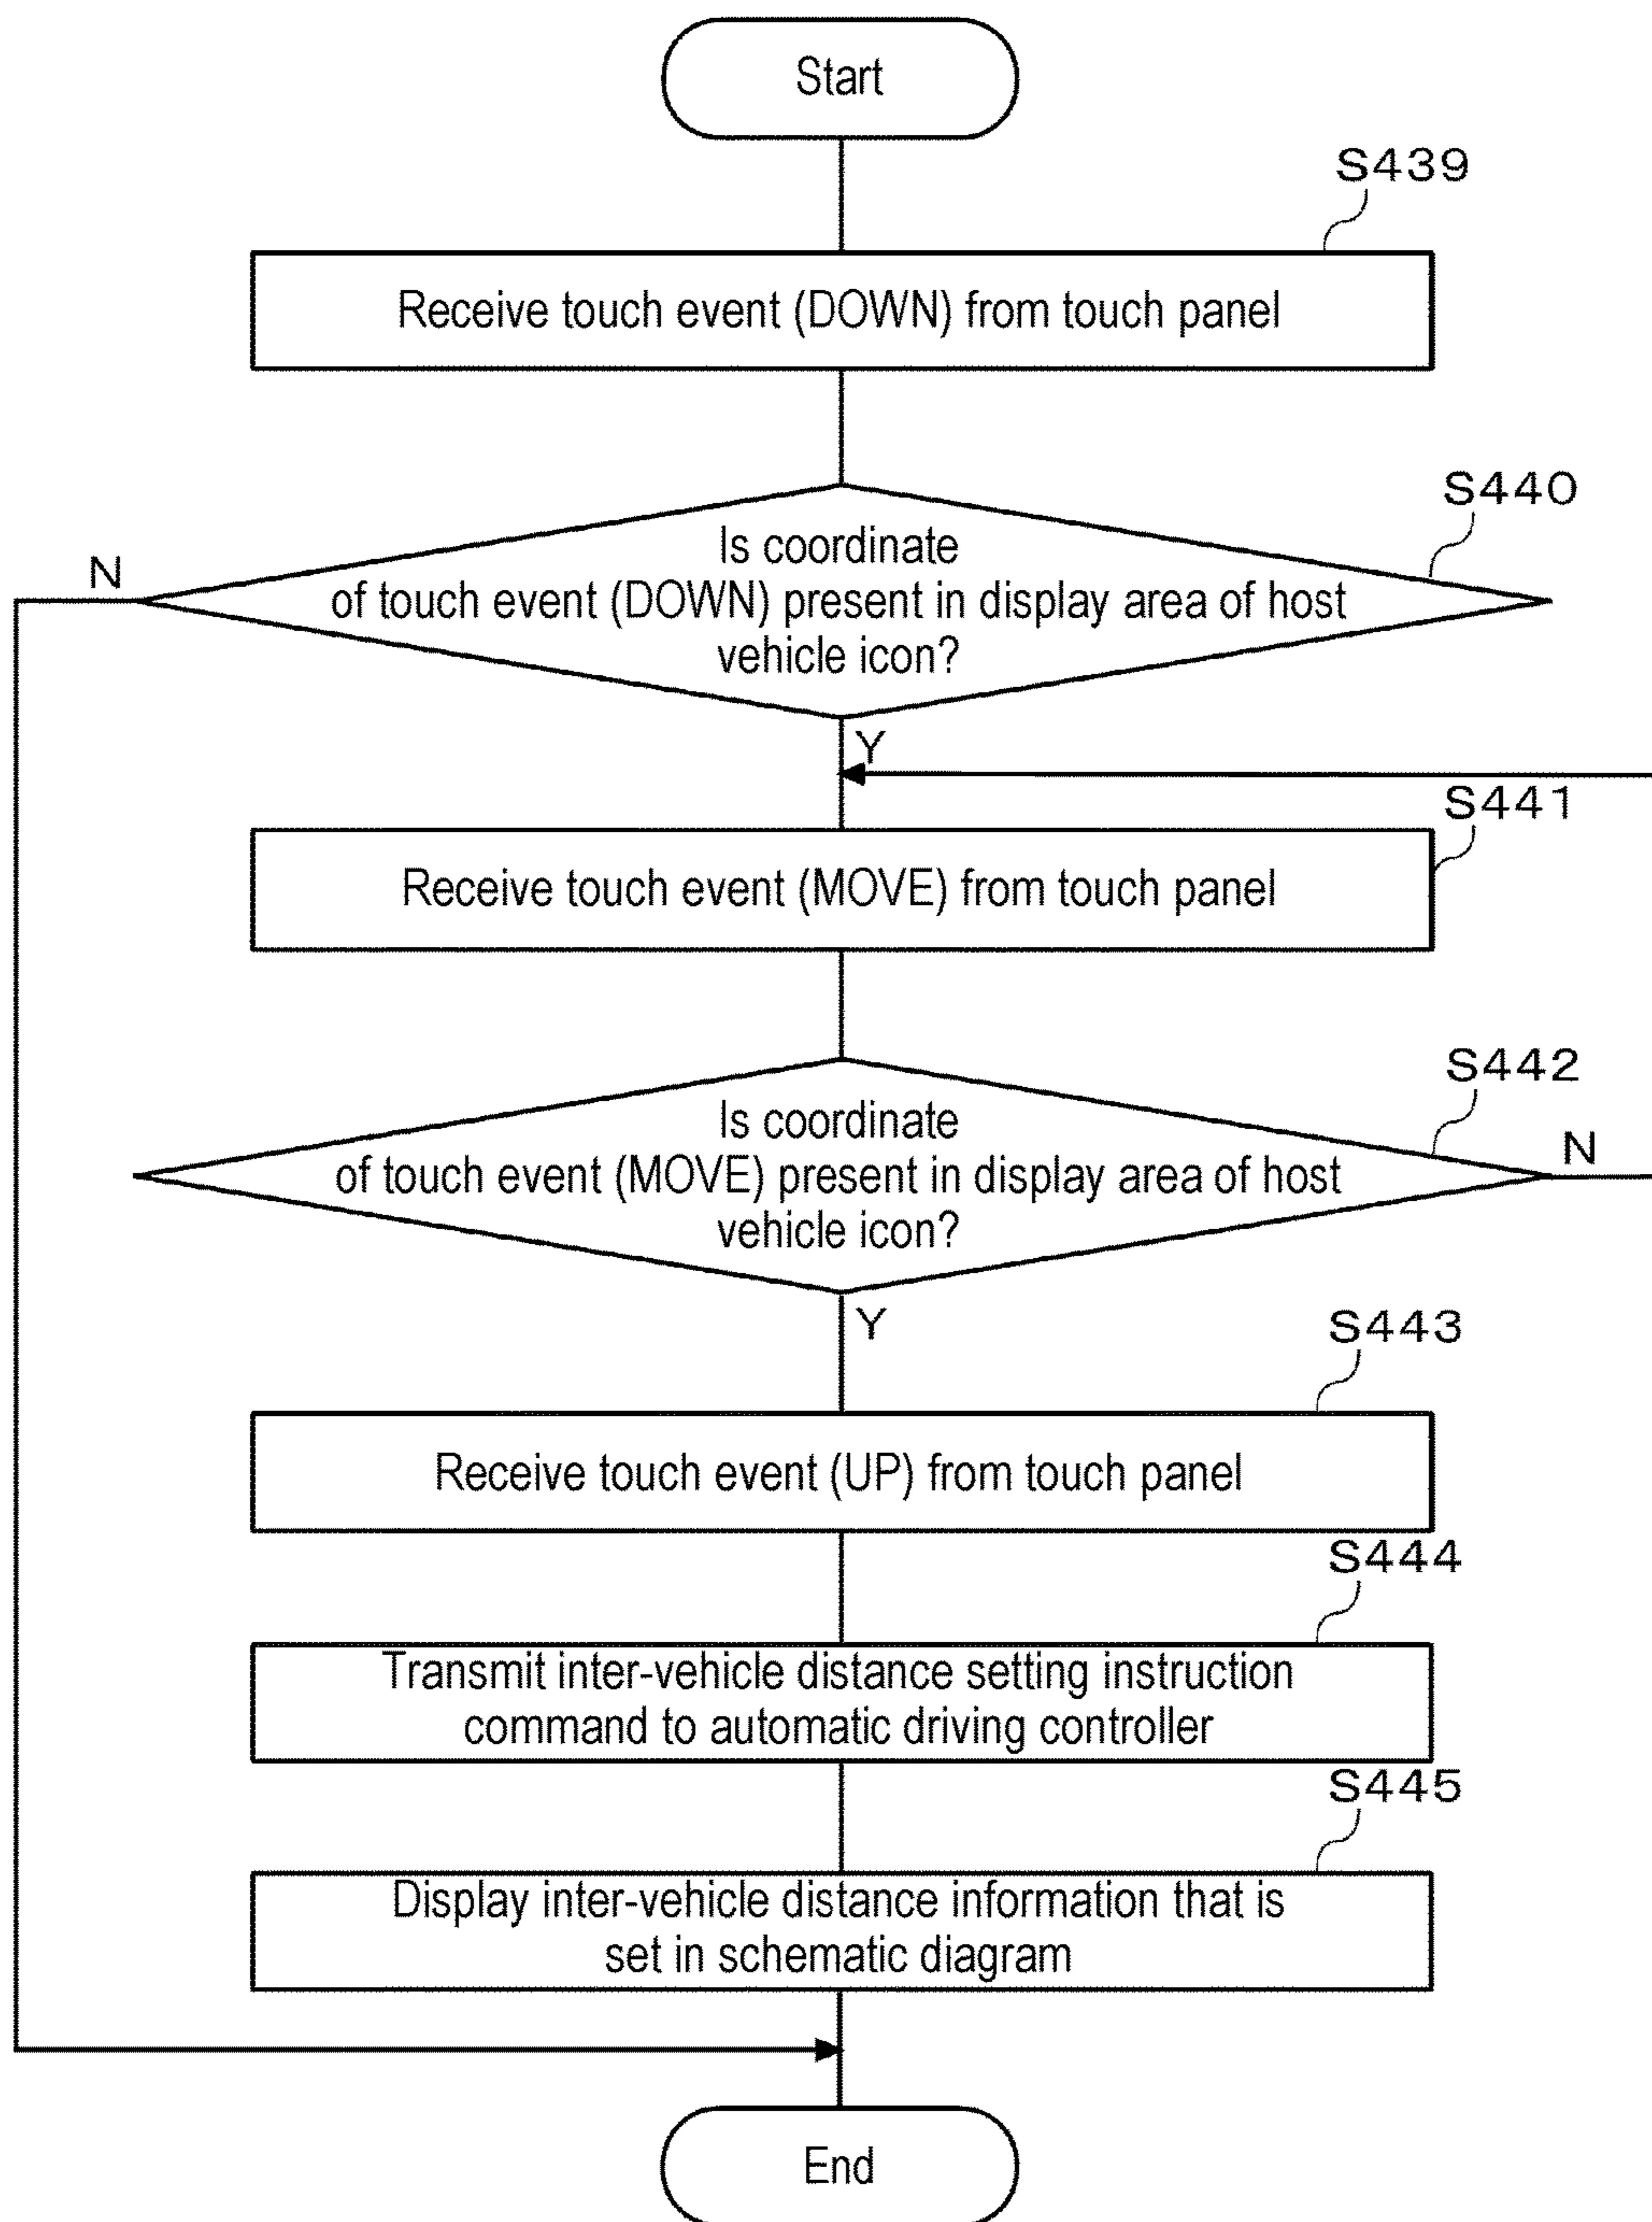 Start
S439
Receive touch event (DOWN) from touch panel
S440
N
Is coordinate
of touch event (DOWN) present in display area of host
vehicle icon?
Y
S441
Receive touch event (MOVE) from touch panel
S442
Is coordinate
of touch event (MOVE) present in display area of host
vehicle icon?
N
Y
S443
Receive touch event (UP) from touch panel
S444
Transmit inter-vehicle distance setting instruction
command to automatic driving controller
S445
Display inter-vehicle distance information that is
set in schematic diagram
End